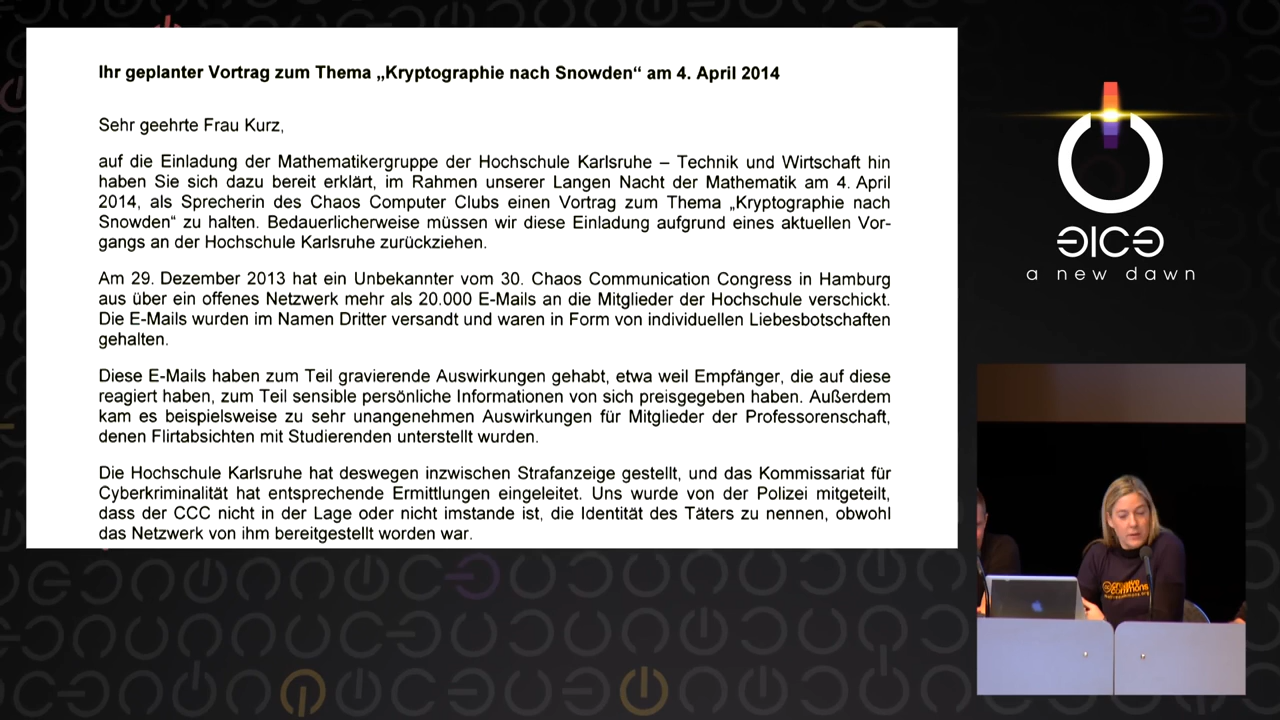 Ihr geplanter Vortrag zum Thema „Kryptographie nach Snowden“ am 4. April 2014
Sehr geehrte Frau Kurz,
auf die Einladung der Mathematikergruppe der Hochschule Karlsruhe – Technik und Wirtschaft hin
haben Sie sich dazu bereit erklärt, im Rahmen unserer Langen Nacht der Mathematik am 4. April
2014, als Sprecherin des Chaos Computer Clubs einen Vortrag zum Thema „Kryptographie nach
Snowden“ zu halten. Bedauerlicherweise müssen wir diese Einladung aufgrund eines aktuellen Vor-
gangs an der Hochschule Karlsruhe zurückziehen.
Am 29. Dezember 2013 hat ein Unbekannter vom 30. Chaos Communication Congress in Hamburg
aus über ein offenes Netzwerk mehr als 20.000 E-Mails an die Mitglieder der Hochschule verschickt.
Die E-Mails wurden im Namen Dritter versandt und waren in Form von individuellen Liebesbotschaften
gehalten.
Diese E-Mails haben zum Teil gravierende Auswirkungen gehabt, etwa weil Empfänger, die auf diese
reagiert haben, zum Teil sensible persönliche Informationen von sich preisgegeben haben. Außerdem
kam es beispielsweise zu sehr unangenehmen Auswirkungen für Mitglieder der Professorenschaft,
denen Flirtabsichten mit Studierenden unterstellt wurden.
Die Hochschule Karlsruhe hat deswegen inzwischen Strafanzeige gestellt, und das Kommissariat für
Cyberkriminalität hat entsprechende Ermittlungen eingeleitet. Uns wurde von der Polizei mitgeteilt,
dass der CCC nicht in der Lage oder nicht imstande ist, die Identität des Täters zu nennen, obwohl
das Netzwerk von ihm bereitgestellt worden war.
a new dawn
creative
commons